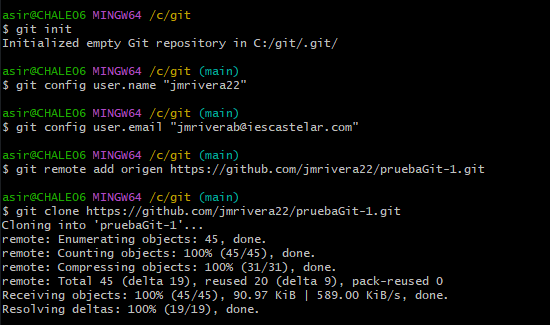 asir@CHALE06 MINGW64 /c/git
$ git init
Initialized empty Git repository in C:/git/.git/
asir@CHALE06 MINGW64 /c/git (main)
$ git config user.name "jmrivera22"
asir@CHALE06 MINGW64 /c/git (main)
$ git config user.email "jmriverab@iescastelar.com"
asir@CHALE06 MINGW64 /c/git (main)
$ git remote add origen https://github.com/jmrivera22/pruebaGit-1.git
asir@CHALE06 MINGW64 /c/git (main)
$ git clone https://github.com/jmrivera22/pruebaGit-1.git
Cloning into 'pruebaGit-1'...
remote: Enumerating objects: 45, done.
remote: Counting objects: 100% (45/45), done.
remote: Compressing objects: 100% (31/31), done.
remote: Total 45 (delta 19), reused 20 (delta 9), pack-reused 0
Receiving objects: 100% (45/45), 90.97 KiB | 589.00 KiB/s, done.
Resolving deltas: 100% (19/19), done.